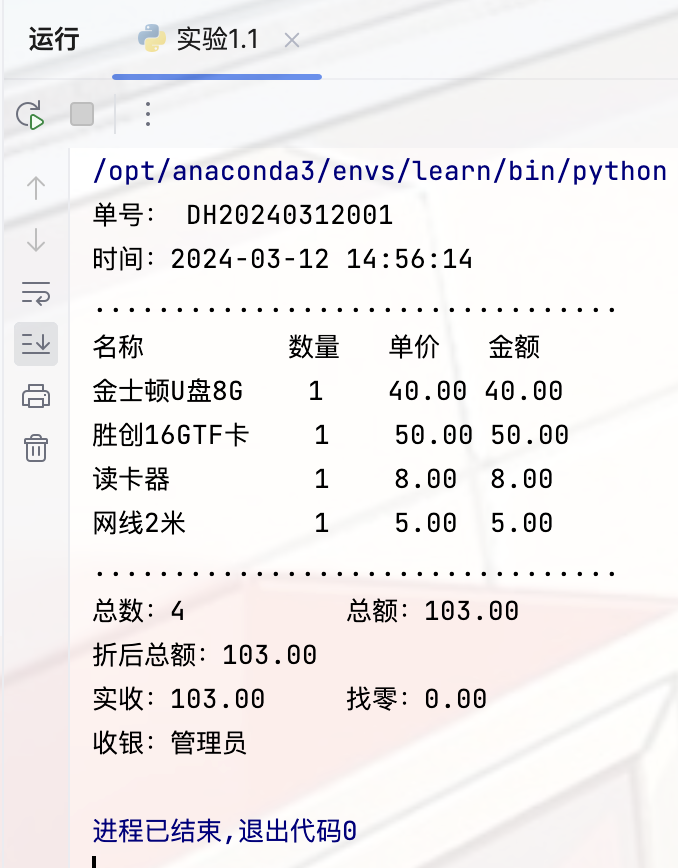 运行 实验1.1
/opt/anaconda3/envs/learn/bin/python
单号： DH20240312001
时间：2024-03-12 14:56:14
.................................
名称 数量 单价 金额
金士顿U盘8G 1 40.00 40.00
胜创16GTF卡 1 50.00 50.00
读卡器 1 8.00 8.00
网线2米 1 5.00 5.00
.................................
总数：4 总额：103.00
折后总额：103.00
实收：103.00 找零：0.00
收银：管理员
进程已结束,退出代码0